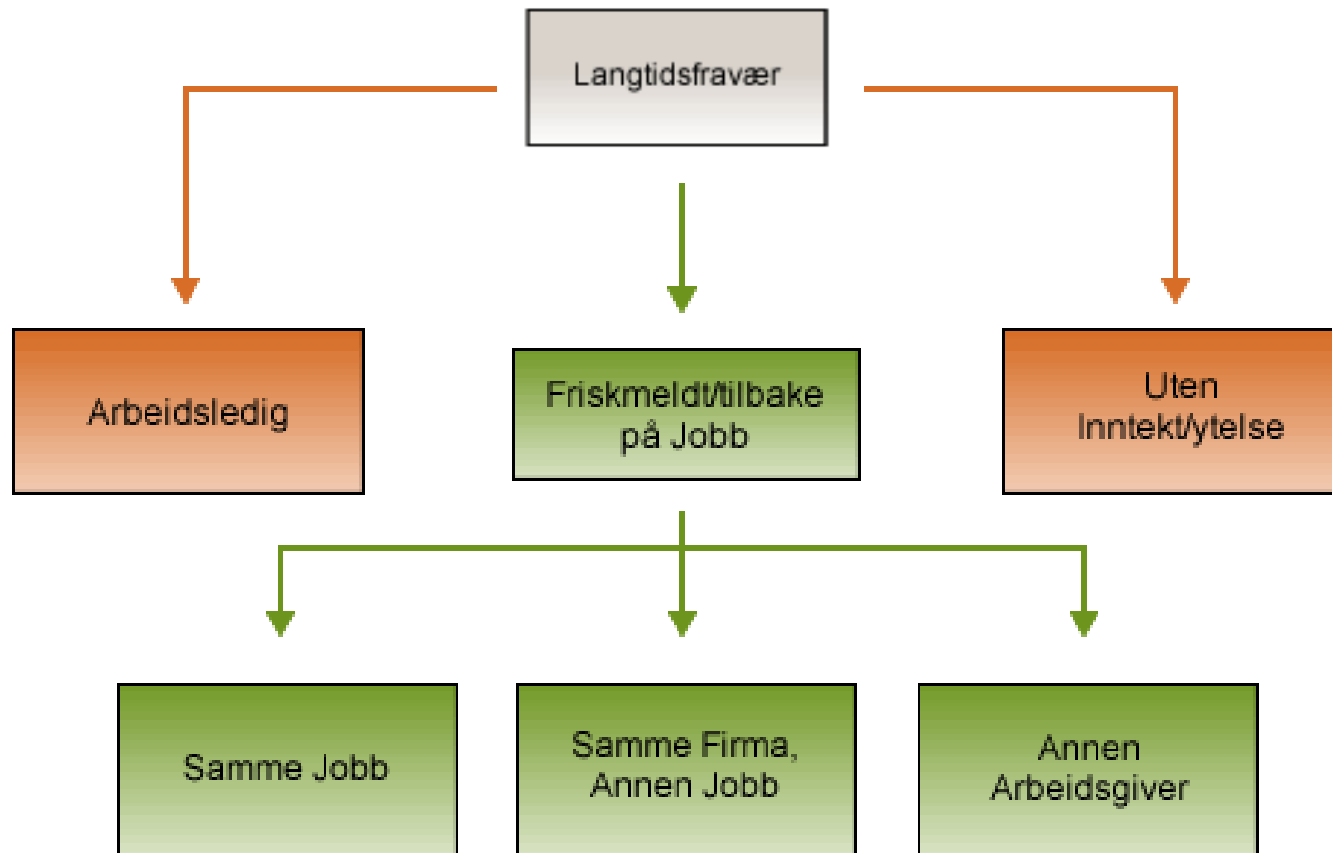 Langtidsfravær
Arbeidsledig
Friskmeldt/tilbake
på Jobb
Uten
Inntekt/ytelse
Samme Jobb
Samme Firma,
Annen Jobb
Annen
Arbeidsgiver